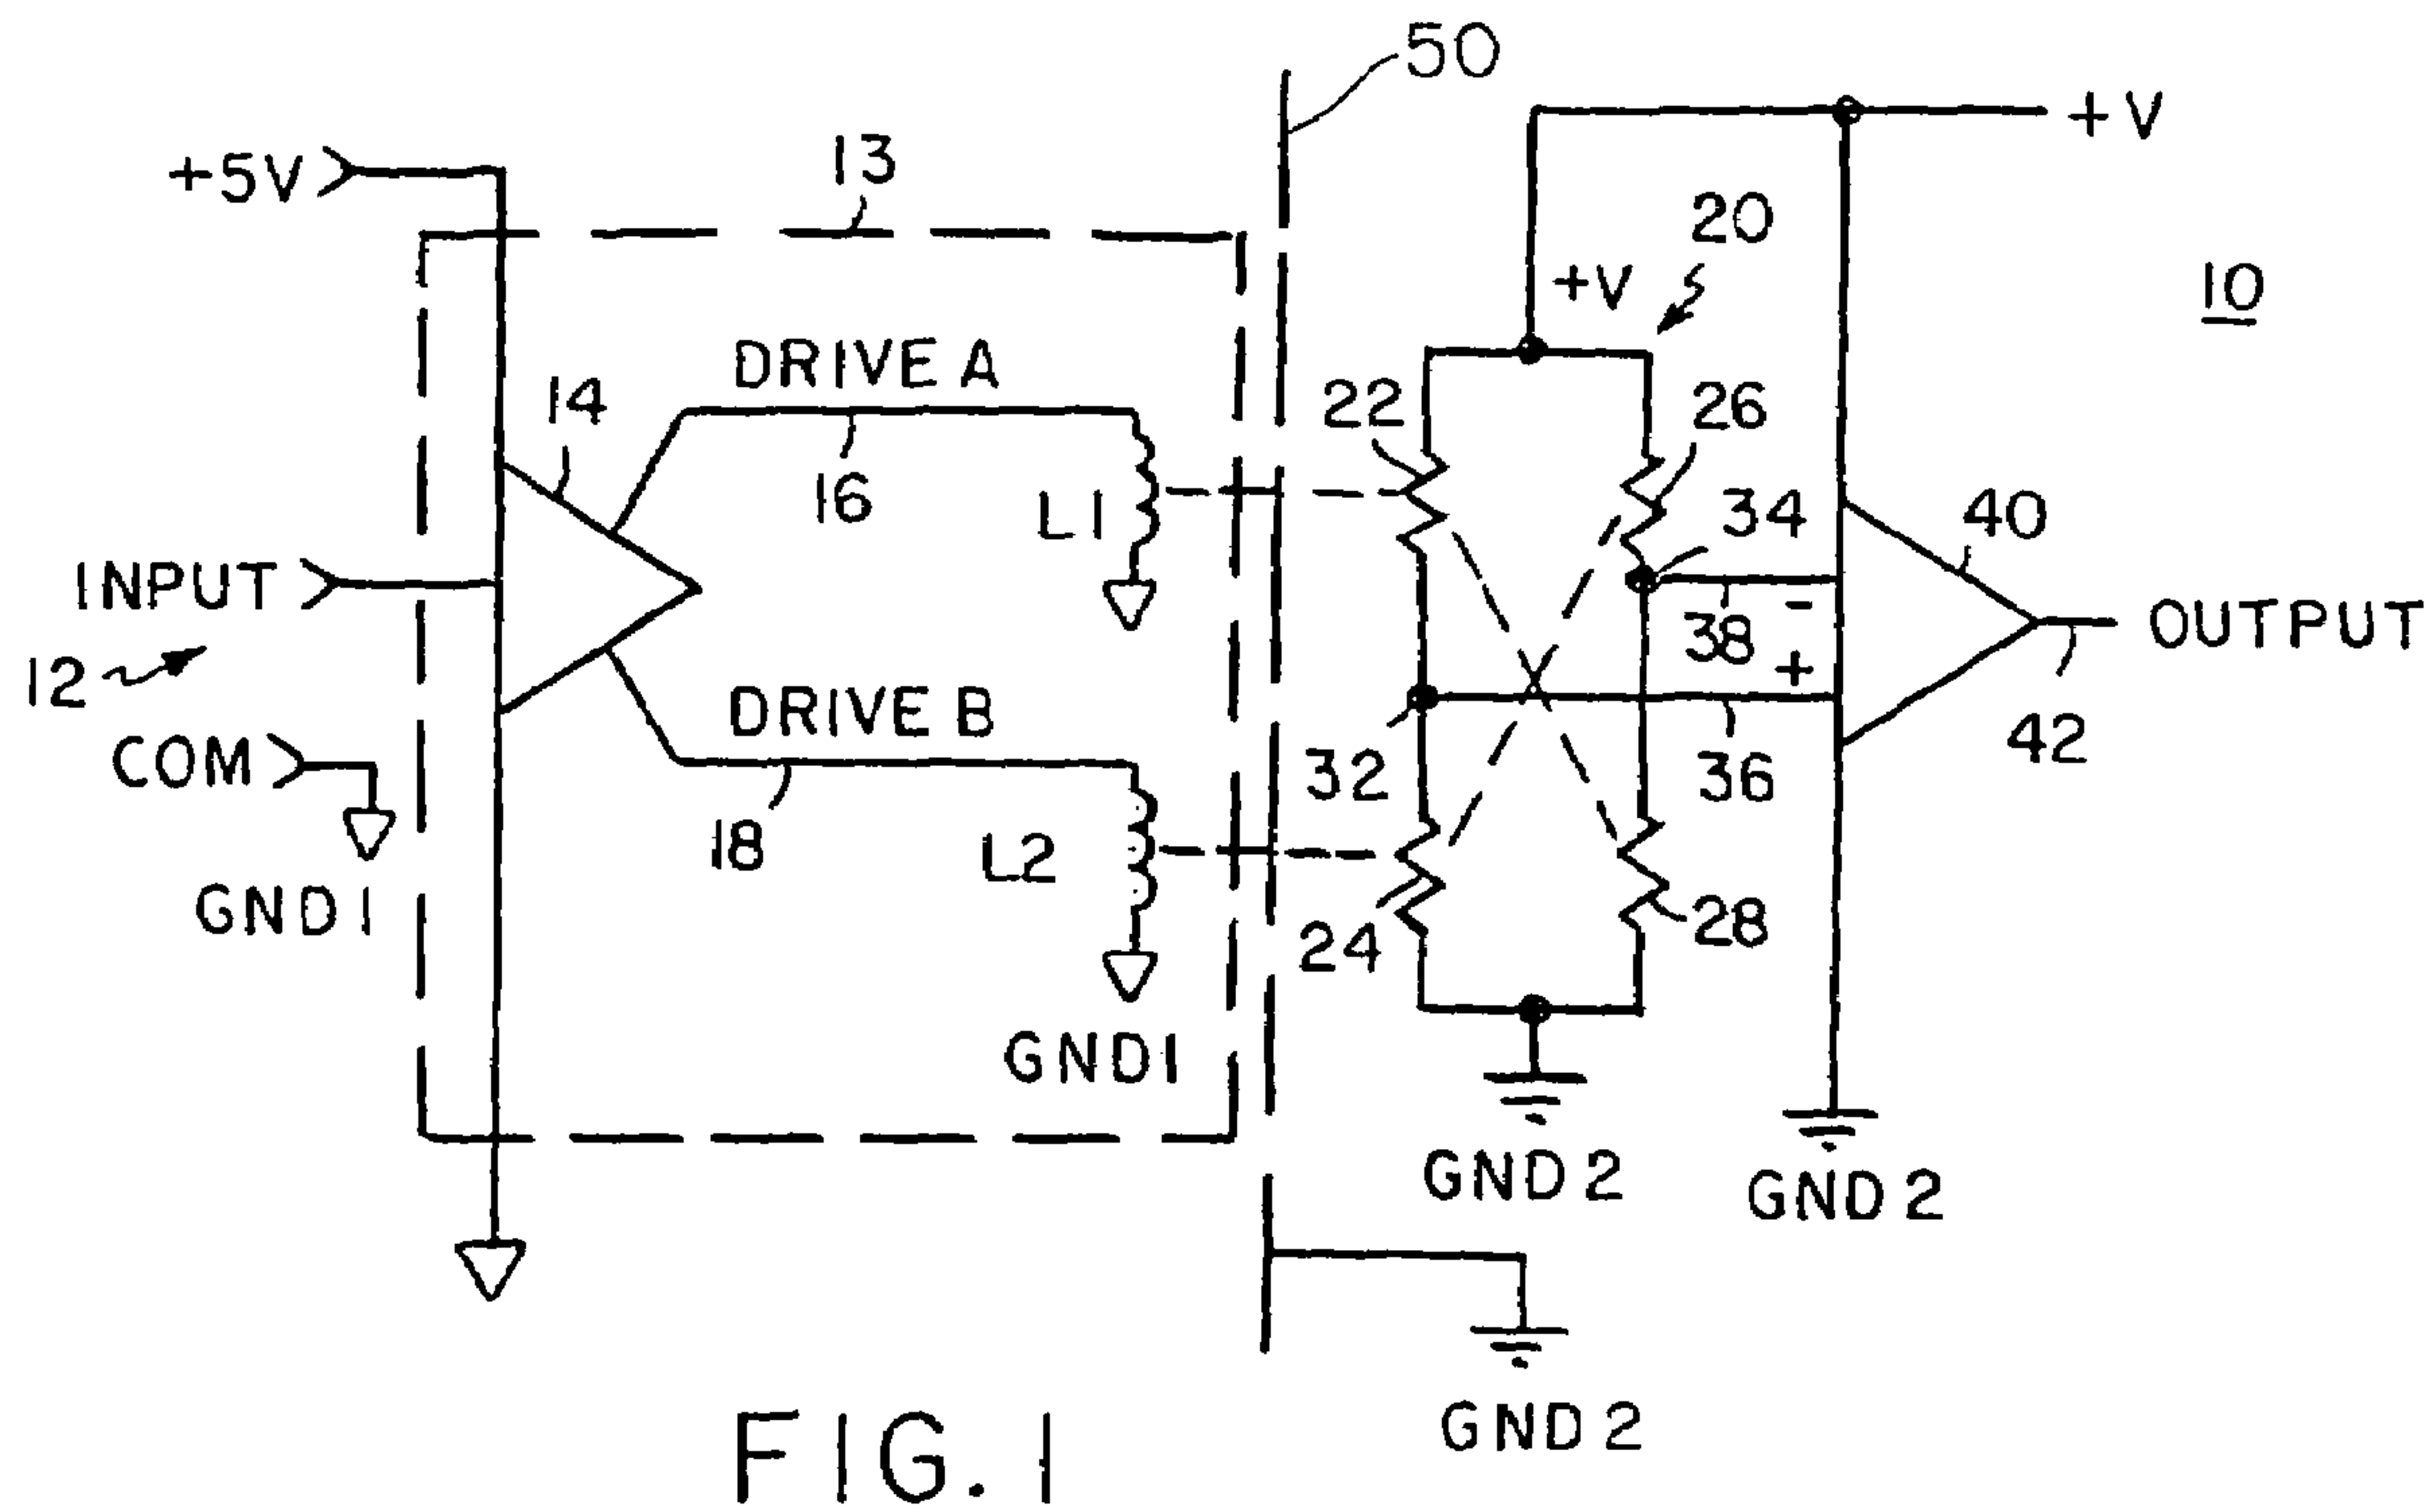 50
+V
13
+5V
20
+V
10
DRIVE A
14
22
26
16
L1
34
40
INPUT
38
-
OUTPUT
12
+
DRIVE B
COM
32
36
42
18
L2
GND1
24
28
GND1
GND2
GND2
GND2
FIG. 1